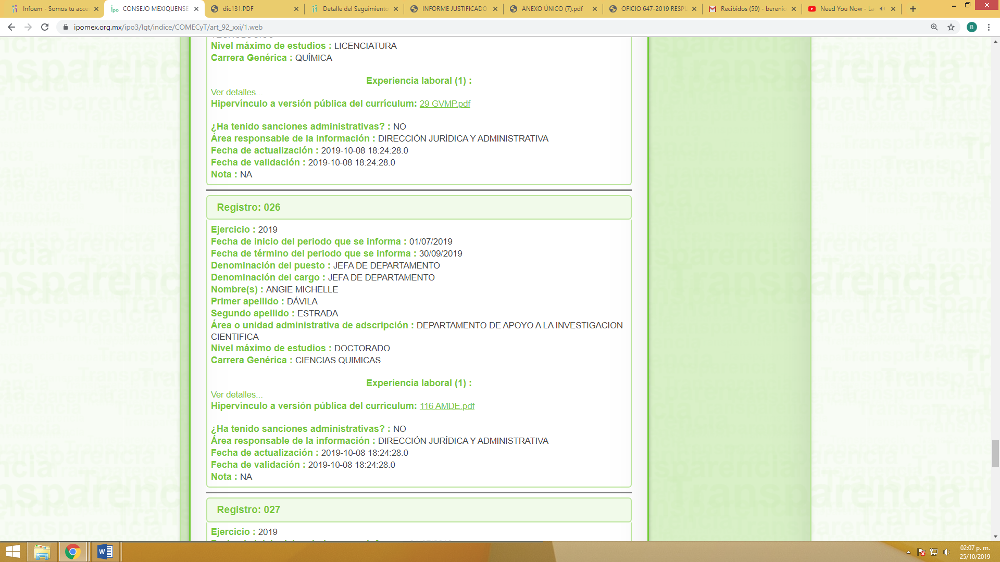 Infoem - Somos tu acce
CONSEJO MEXIQUENSE
dic131.PDF
Detalle del Seguimiento
INFORME JUSTIFICADO
ANEXO ÚNICO (7).pdf
OFICIO 647-2019 RESPU
Recibidos (59) - berenic
Need You Now - La
ipomex.org.mx/ipo3/lgt/indice/COMECyT/art_92_xxi/1.web
B
Nivel máximo de estudios : LICENCIATURA
Carrera Genérica : QUÍMICA
Experiencia laboral (1) :
Ver detalles...
Hipervínculo a versión pública del currículum: 29 GVMP.pdf
¿Ha tenido sanciones administrativas? : NO
Área responsable de la información : DIRECCIÓN JURÍDICA Y ADMINISTRATIVA
Fecha de actualización : 2019-10-08 18:24:28.0
Fecha de validación : 2019-10-08 18:24:28.0
Nota : NA
Registro: 026
Ejercicio : 2019
Fecha de inicio del periodo que se informa : 01/07/2019
Fecha de término del periodo que se informa : 30/09/2019
Denominación del puesto : JEFA DE DEPARTAMENTO
Denominación del cargo : JEFA DE DEPARTAMENTO
Nombre(s) : ANGIE MICHELLE
Primer apellido : DÁVILA
Segundo apellido : ESTRADA
Área o unidad administrativa de adscripción : DEPARTAMENTO DE APOYO A LA INVESTIGACION
CIENTIFICA
Nivel máximo de estudios : DOCTORADO
Carrera Genérica : CIENCIAS QUIMICAS
Experiencia laboral (1) :
Ver detalles...
Hipervínculo a versión pública del currículum: 116 AMDE.pdf
¿Ha tenido sanciones administrativas? : NO
Área responsable de la información : DIRECCIÓN JURÍDICA Y ADMINISTRATIVA
Fecha de actualización : 2019-10-08 18:24:28.0
Fecha de validación : 2019-10-08 18:24:28.0
Nota : NA
Registro: 027
Ejercicio : 2019
02:07 p. m.
25/10/2019